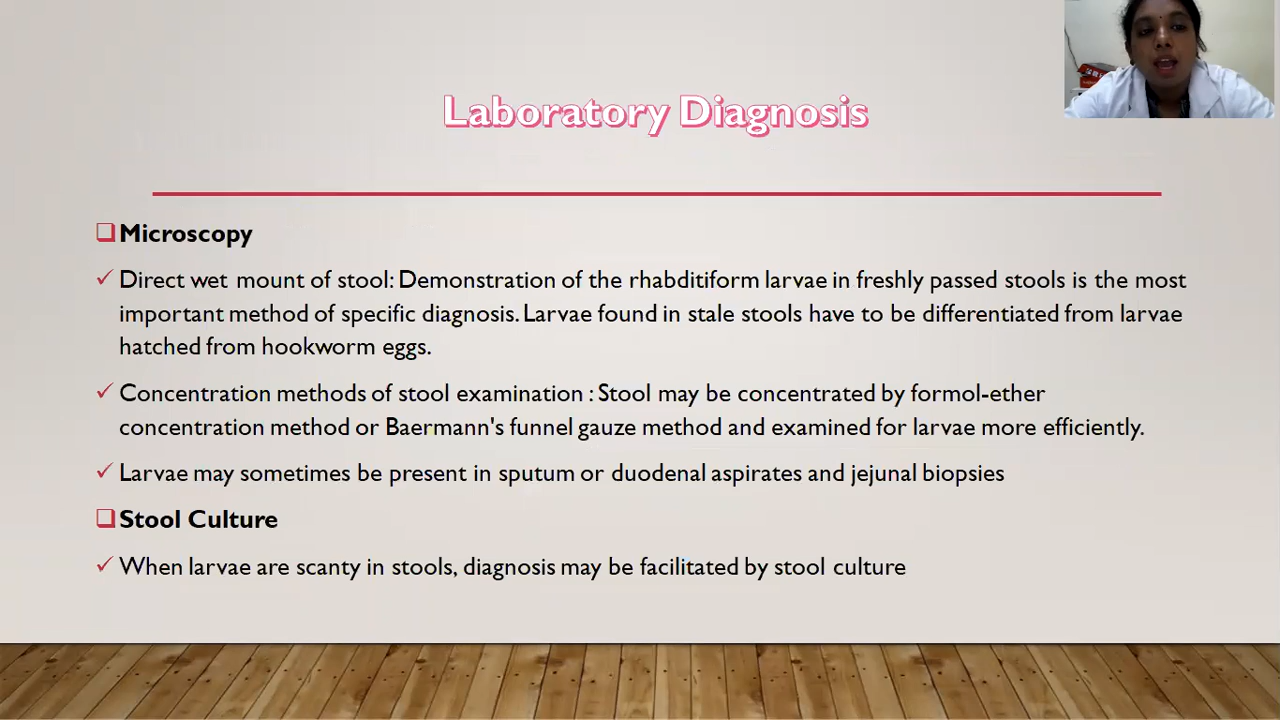 Laboratory Diagnosis
Microscopy
Direct wet mount of stool: Demonstration of the rhabditiform larvae in freshly passed stools is the most
important method of specific diagnosis. Larvae found in stale stools have to be differentiated from larvae
hatched from hookworm eggs.
Concentration methods of stool examination : Stool may be concentrated by formol-ether
concentration method or Baermann's funnel gauze method and examined for larvae more efficiently.
Larvae may sometimes be present in sputum or duodenal aspirates and jejunal biopsies
Stool Culture
When larvae are scanty in stools, diagnosis may be facilitated by stool culture